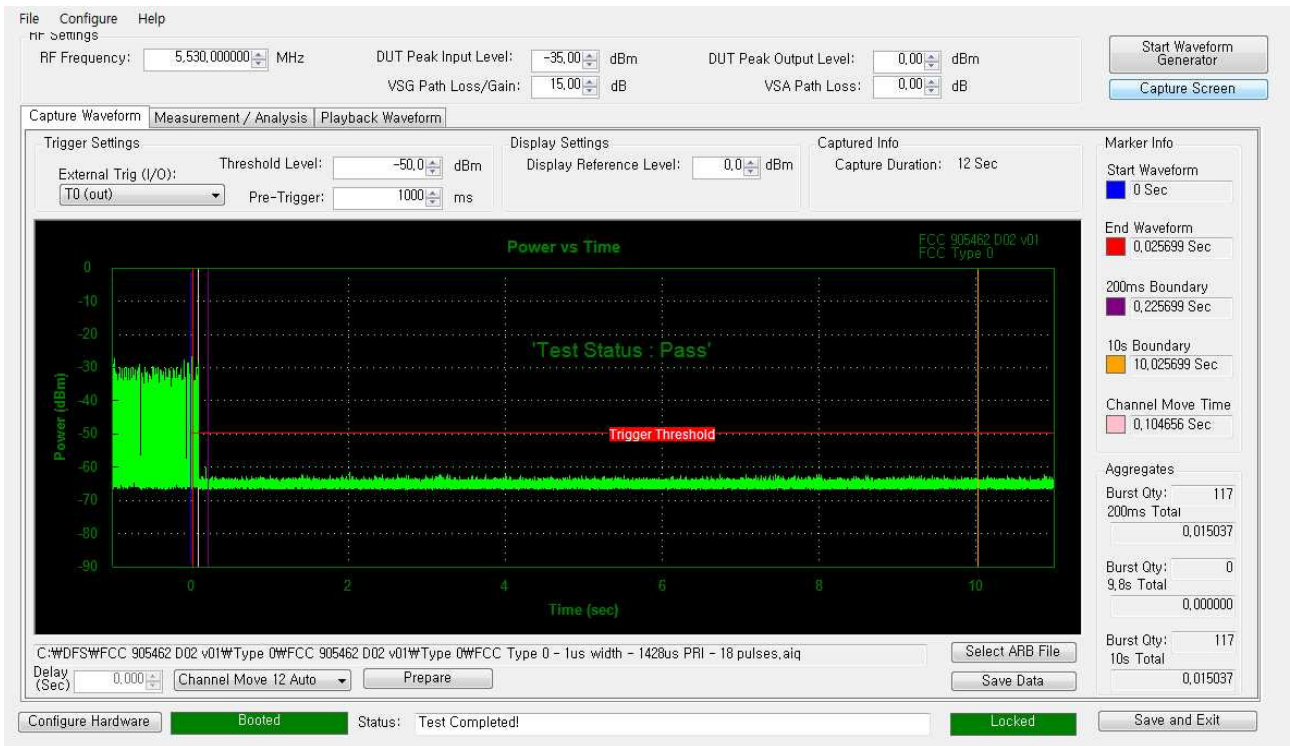 File Configure Help
RF Settings
RF Frequency: 5,530,000000 MHz DUT Peak Input Level: -35,00 dBm DUT Peak Output Level: 0,00 dBm
VSG Path Loss/Gain: 15,00 dB VSA Path Loss: 0,00 dB
Start Waveform
Generator
Capture Screen
Capture Waveform Measurement / Analysis Playback Waveform
Trigger Settings
External Trig (I/O):
T0 (out)
Threshold Level: -50,0 dBm
Pre-Trigger: 1000 ms
Display Settings
Display Reference Level: 0,0 dBm
Captured Info
Capture Duration: 12 Sec
Power vs Time
FCC 905462 D02 v01
FCC Type 0
'Test Status : Pass'
Trigger Threshold
Power (dBm)
0
-10
-20
-30
-40
-50
-60
-70
-80
-90
0 2 4 6 8 10
Time (sec)
Marker Info
Start Waveform
0 Sec
End Waveform
0,025699 Sec
200ms Boundary
0,225699 Sec
10s Boundary
10,025699 Sec
Channel Move Time
0,104656 Sec
Aggregates
Burst Qty: 117
200ms Total
0,015037
Burst Qty: 0
9,8s Total
0,000000
Burst Qty: 117
10s Total
0,015037
C:₩DFS₩FCC 905462 D02 v01₩Type 0₩FCC 905462 D02 v01₩Type 0₩FCC Type 0 - 1us width - 1428us PRI - 18 pulses,aiq
Select ARB File
Delay
(Sec) 0,000 Channel Move 12 Auto Prepare Save Data
Configure Hardware Booted Status: Test Completed! Locked Save and Exit